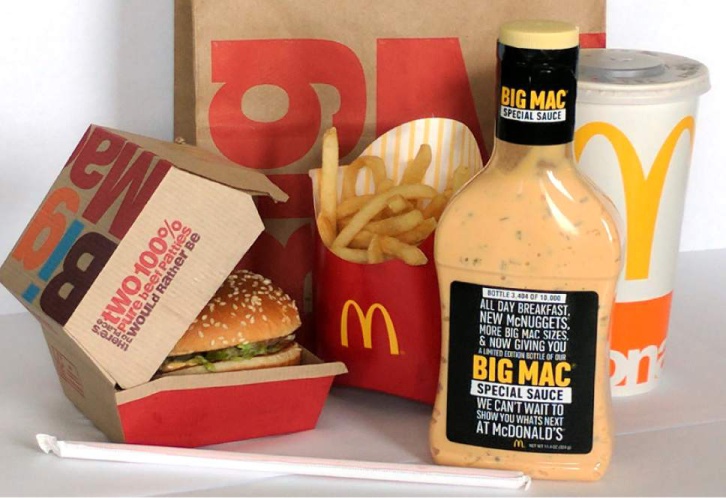 BIG MAC
SPECIAL SAUCE
BOTTLE 3,484 OF 10,000
ALL DAY BREAKFAST,
NEW McNUGGETS,
MORE BIG MAC SIZES.
& NOW GIVING YOU
A LIMITED EDITION BOTTLE OF OUR
BIG MAC
SPECIAL SAUCE
WE CAN'T WAIT TO
SHOW YOU WHATS NEXT
AT McDONALD'S
Big
Mac
two 100%
pure beef Patties
would Rather Be